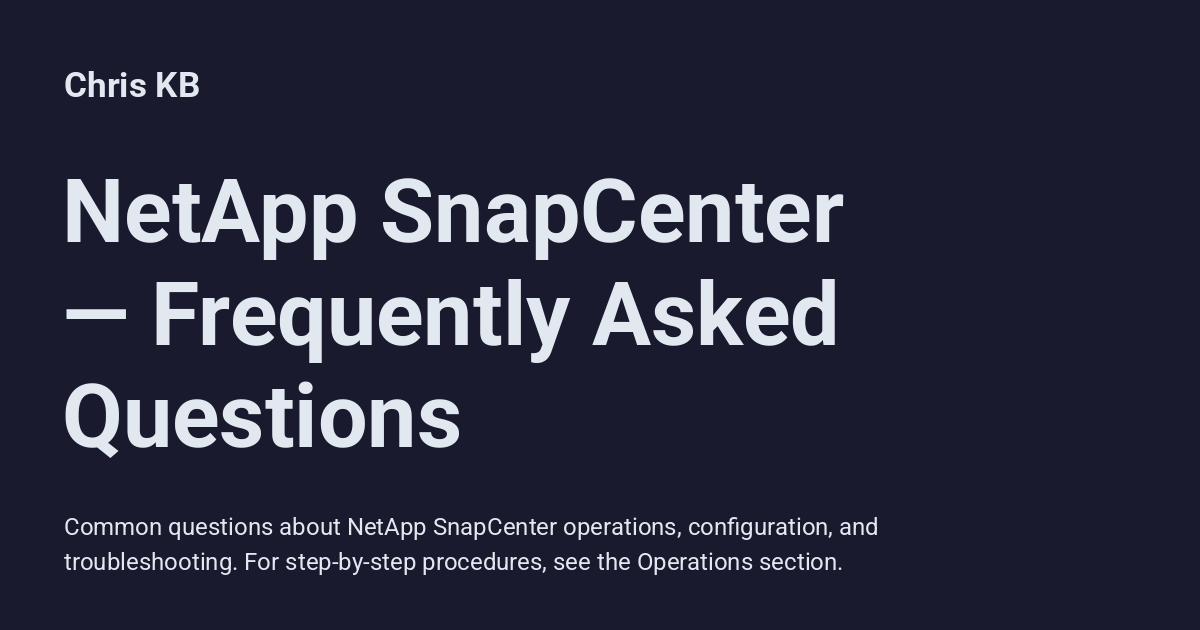 Chris KB
NetApp SnapCenter
— Frequently Asked
Questions
Common questions about NetApp SnapCenter operations, configuration, and
troubleshooting. For step-by-step procedures, see the Operations section.